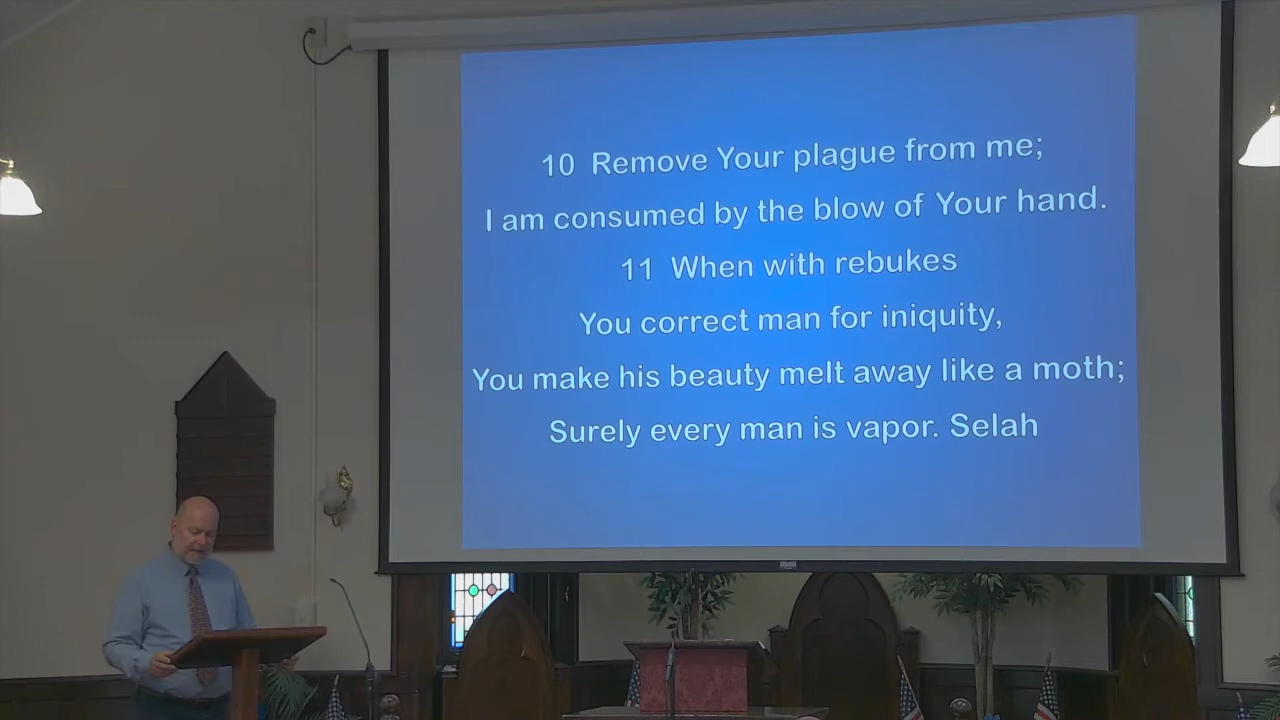 10 Remove Your plague from me;
I am consumed by the blow of Your hand.
11 When with rebukes
You correct man for iniquity,
You make his beauty melt away like a moth;
Surely every man is vapor. Selah